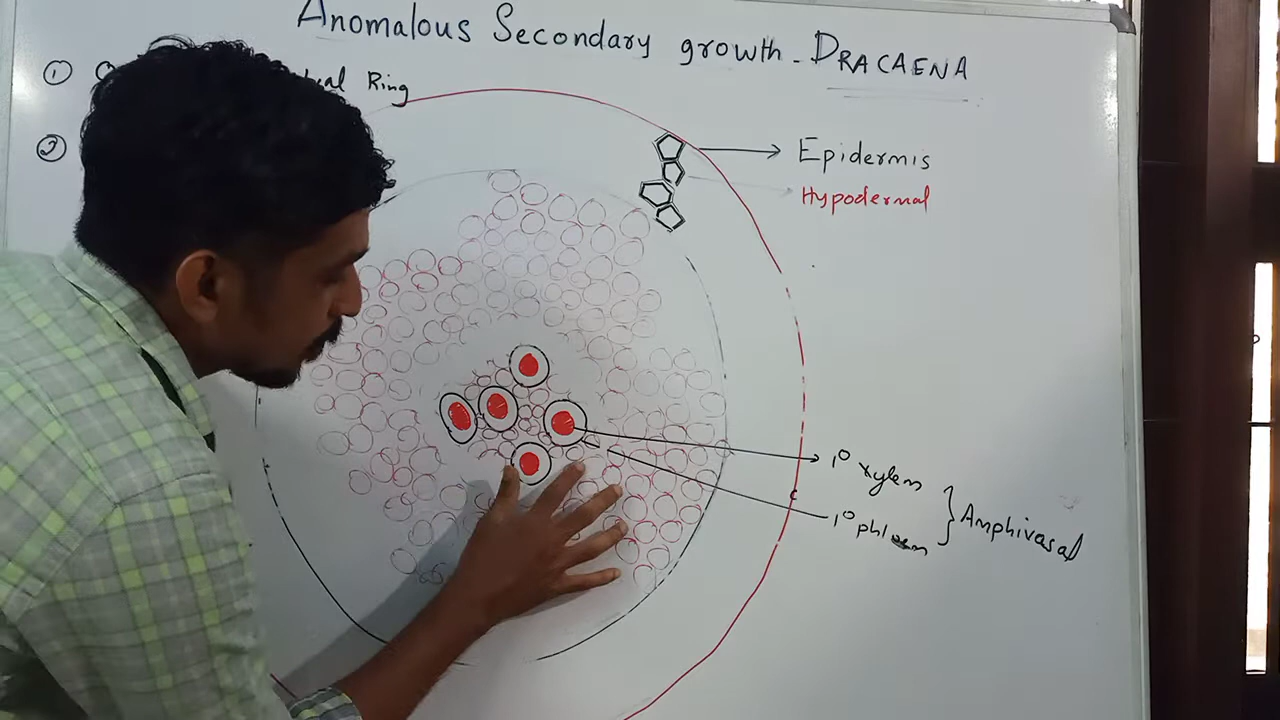 Anomalous Secondary growth - DRACAENA
① Ring
②
Epidermis
Hypodermal
1° xylem
1° phloem
} Amphivasal